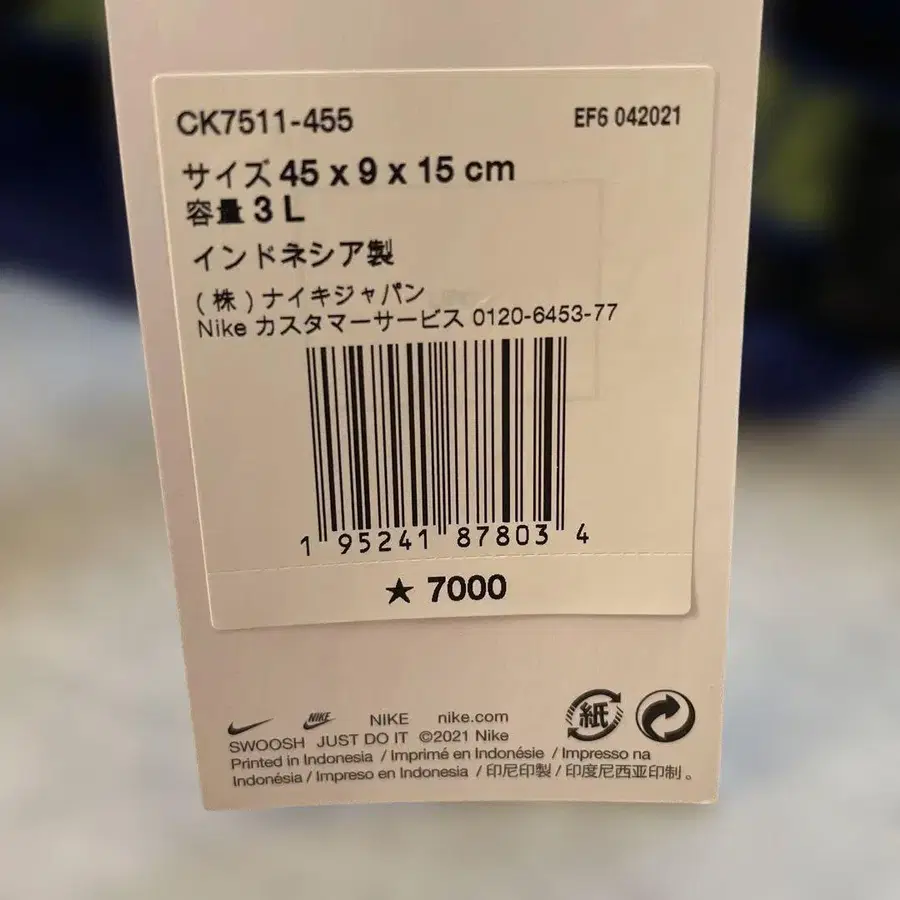 CK7511-455
EF6 042021
サイズ 45 x 9 x 15 cm
容量 3 L
インドネシア製
(株)ナイキジャパン
Nike カスタマーサービス 0120-6453-77
1 95241 87803 4
★ 7000
NIKE NIKE nike.com
紙
SWOOSH JUST DO IT ©2021 Nike
Printed in Indonesia / Imprimé en Indonésie / Impresso na
Indonésia / Impreso en Indonesia / 印尼印製 / 印度尼西亚印制。